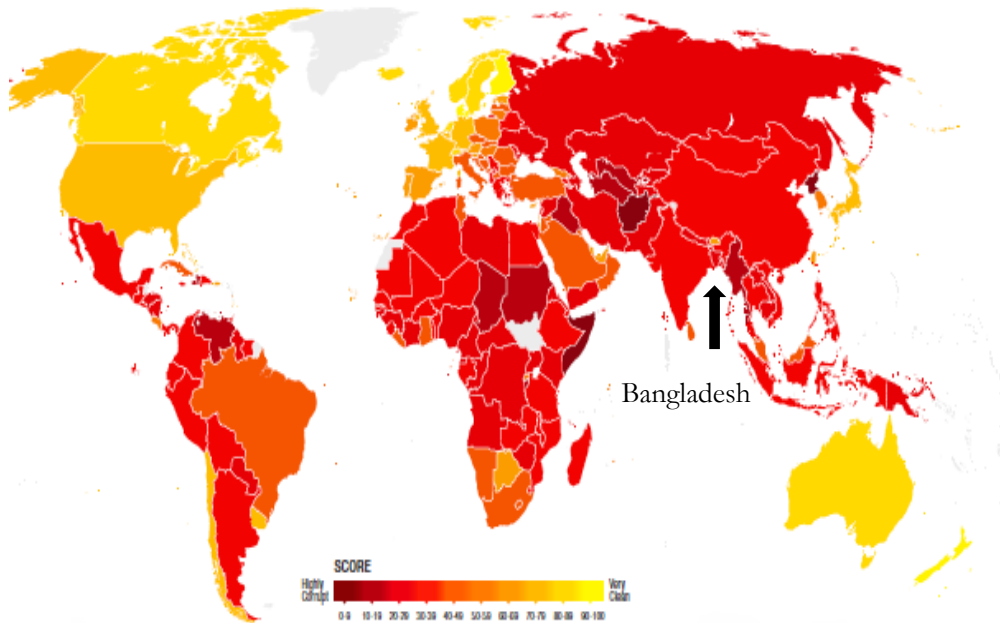 Bangladesh
SCORE
Highly
Corrupt
Very
Clean
0-9 10-19 20-29 30-39 40-49 50-59 60-69 70-79 80-89 90-100